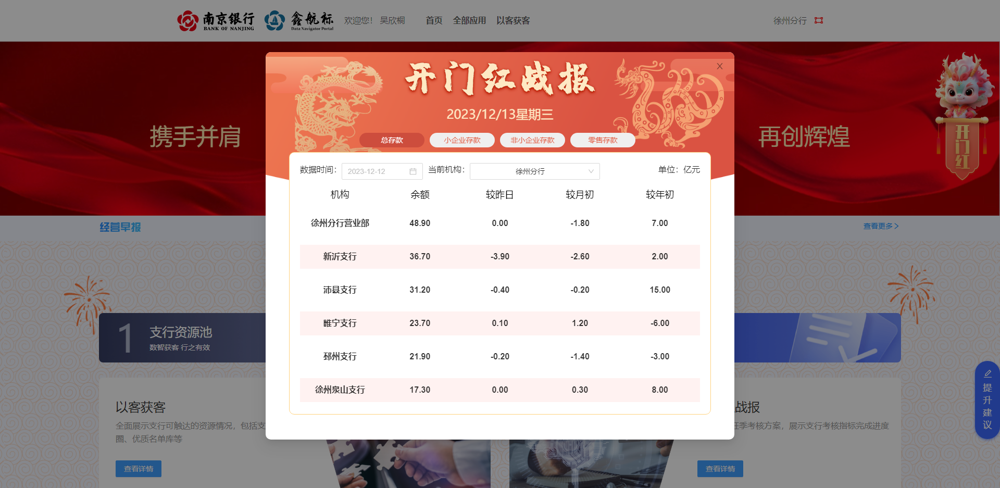 南京银行 BANK OF NANJING 鑫航标 Data Navigator Portal 欢迎您！ 吴欣桐 首页 全部应用 以客获客 徐州分行
携手并肩
再创辉煌
开门红
开门红战报
X
2023/12/13星期三
总存款 小企业存款 非小企业存款 零售存款
数据时间： 2023-12-12 当前机构： 徐州分行 单位：亿元
机构 余额 较昨日 较月初 较年初
徐州分行营业部 48.90 0.00 -1.80 7.00
新沂支行 36.70 -3.90 -2.60 2.00
沛县支行 31.20 -0.40 -0.20 15.00
睢宁支行 23.70 0.10 1.20 -6.00
邳州支行 21.90 -0.20 -1.40 -3.00
徐州泉山支行 17.30 0.00 0.30 8.00
经营早报
查看更多
1 支行资源池
数智获客 行之有效
以客获客
全面展示支行可触达的资源情况，包括支
圈、优质名单库等
查看详情
战报
旺季考核方案，展示支行考核指标完成进度
查看详情
提升建议